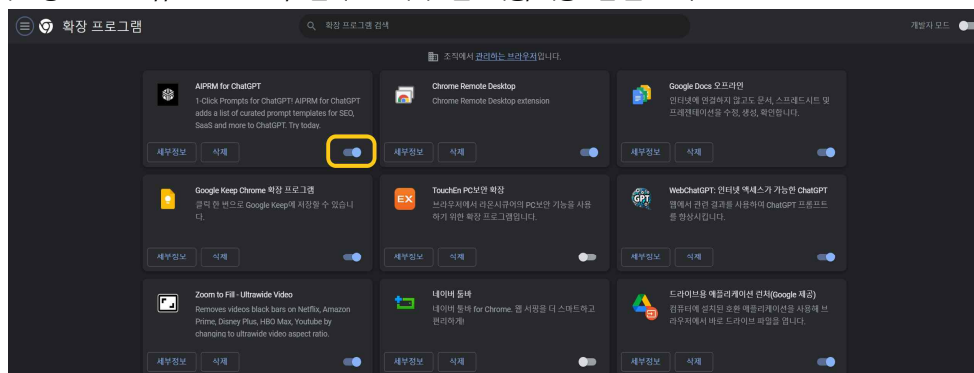 확장 프로그램
확장 프로그램 검색
개발자 모드
조직에서 관리하는 브라우저입니다.
AIPRM for ChatGPT
1-Click Prompts for ChatGPT! AIPRM for ChatGPT
adds a list of curated prompt templates for SEO,
SaaS and more to ChatGPT. Try today.
세부정보
삭제
Chrome Remote Desktop
Chrome Remote Desktop extension
세부정보
삭제
Google Docs 오프라인
인터넷에 연결하지 않고도 문서, 스프레드시트 및
프레젠테이션을 수정, 생성, 확인합니다.
세부정보
삭제
Google Keep Chrome 확장 프로그램
클릭 한 번으로 Google Keep에 저장할 수 있습니
다.
세부정보
삭제
EX
TouchEn PC보안 확장
브라우저에서 라온시큐어의 PC보안 기능을 사용
하기 위한 확장 프로그램입니다.
세부정보
삭제
GPT
WebChatGPT: 인터넷 액세스가 가능한 ChatGPT
웹에서 관련 결과를 사용하여 ChatGPT 프롬프트
를 향상시킵니다.
세부정보
삭제
Zoom to Fill - Ultrawide Video
Removes videos black bars on Netflix, Amazon
Prime, Disney Plus, HBO Max, Youtube by
changing to ultrawide video aspect ratio.
세부정보
삭제
네이버 툴바
네이버 툴바 for Chrome. 웹 서핑을 더 스마트하고
편리하게!
세부정보
삭제
드라이브용 애플리케이션 런처(Google 제공)
컴퓨터에 설치된 호환 애플리케이션을 사용해 브
라우저에서 바로 드라이브 파일을 엽니다.
세부정보
삭제